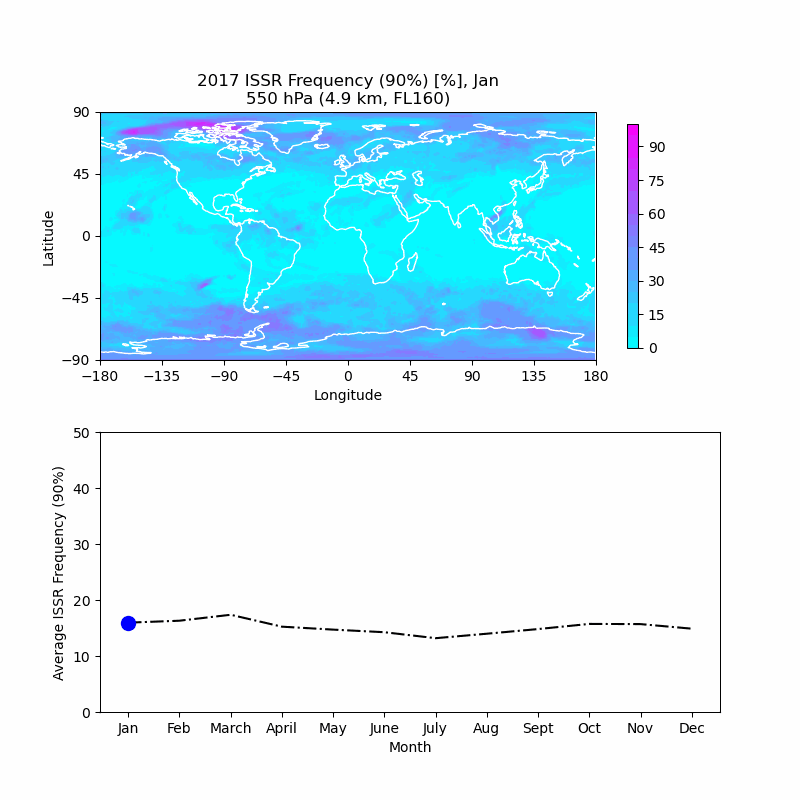 2017 ISSR Frequency (90%) [%], Jan
550 hPa (4.9 km, FL160)
90
45
0
−45
−90
Latitude
−180 −135 −90 −45 0 45 90 135 180
Longitude
90
75
60
45
30
15
0
50
40
30
20
10
0
Average ISSR Frequency (90%)
Jan Feb March April May June July Aug Sept Oct Nov Dec
Month